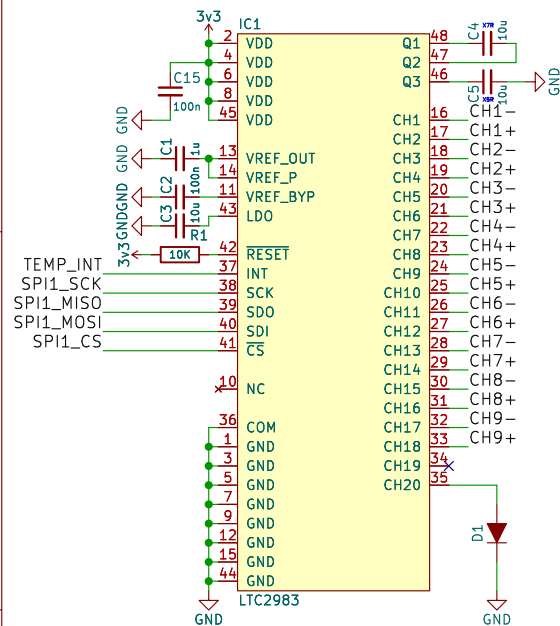 3v3
IC1
2 VDD
4 VDD
6 VDD
8 VDD
45 VDD
C15
100n
GND
13 VREF_OUT
14 VREF_P
11 VREF_BYP
43 LDO
GND C1 1u
GND C2 100n
GND C3 10u
R1
3v3 10K
42 RESET
TEMP_INT 37 INT
SPI1_SCK 38 SCK
SPI1_MISO 39 SDO
SPI1_MOSI 40 SDI
SPI1_CS 41 CS
10 NC
36 COM
1 GND
3 GND
5 GND
7 GND
9 GND
12 GND
15 GND
44 GND
GND
LTC2983
Q1 48
Q2 47
Q3 46
C4 X7R 10u
C5 X5R 10u
GND
CH1 16 CH1-
CH2 17 CH1+
CH3 18 CH2-
CH4 19 CH2+
CH5 20 CH3-
CH6 21 CH3+
CH7 22 CH4-
CH8 23 CH4+
CH9 24 CH5-
CH10 25 CH5+
CH11 26 CH6-
CH12 27 CH6+
CH13 28 CH7-
CH14 29 CH7+
CH15 30 CH8-
CH16 31 CH8+
CH17 32 CH9-
CH18 33 CH9+
CH19 34
CH20 35
D1
GND